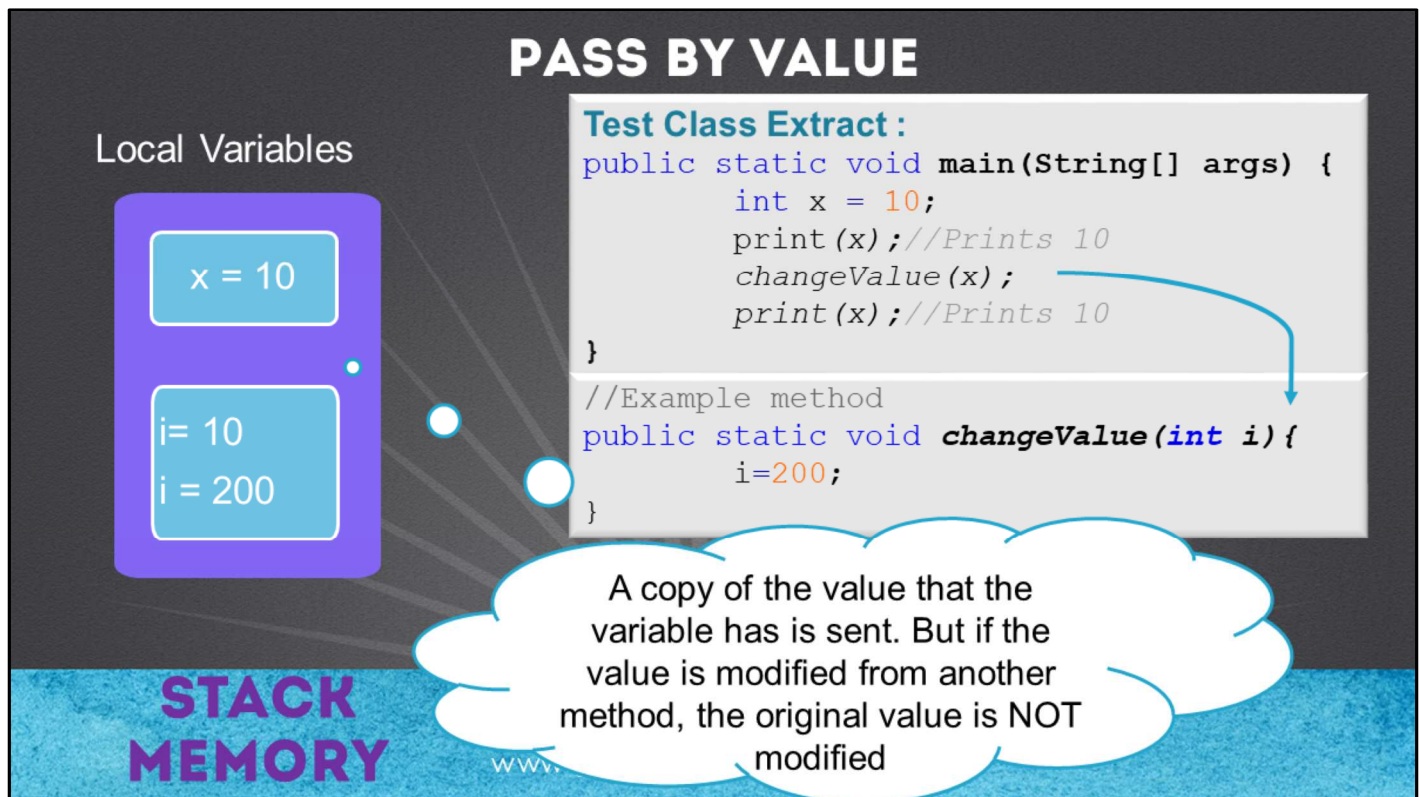 PASS BY VALUE
Local Variables
x = 10
i= 10
i = 200
Test Class Extract :
public static void main(String[] args) {
int x = 10;
print(x);//Prints 10
changeValue(x);
print(x);//Prints 10
}
//Example method
public static void changeValue(int i){
i=200;
}
A copy of the value that the
variable has is sent. But if the
value is modified from another
method, the original value is NOT
modified
STACK
MEMORY